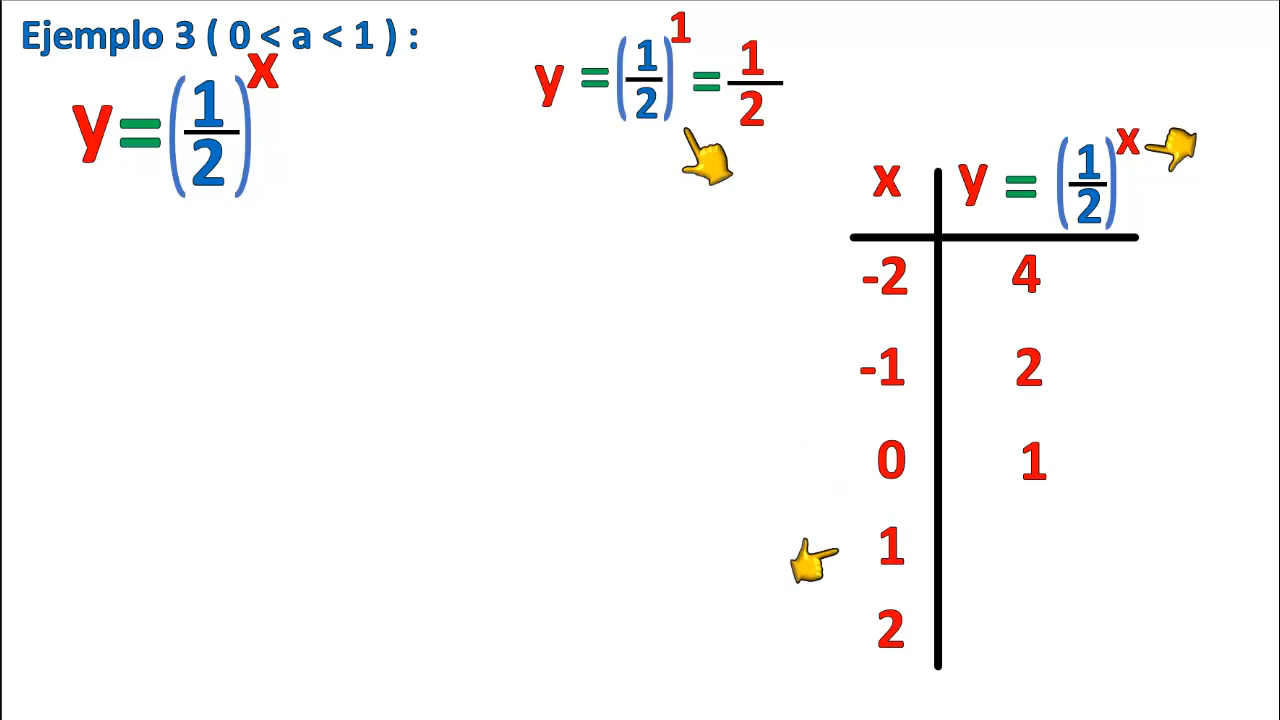 Ejemplo 3 ( 0 < a < 1 ) :
y = (1/2)^x
y = (1/2)^1 = 1/2
x y = (1/2)^x
-2 4
-1 2
0 1
1
2